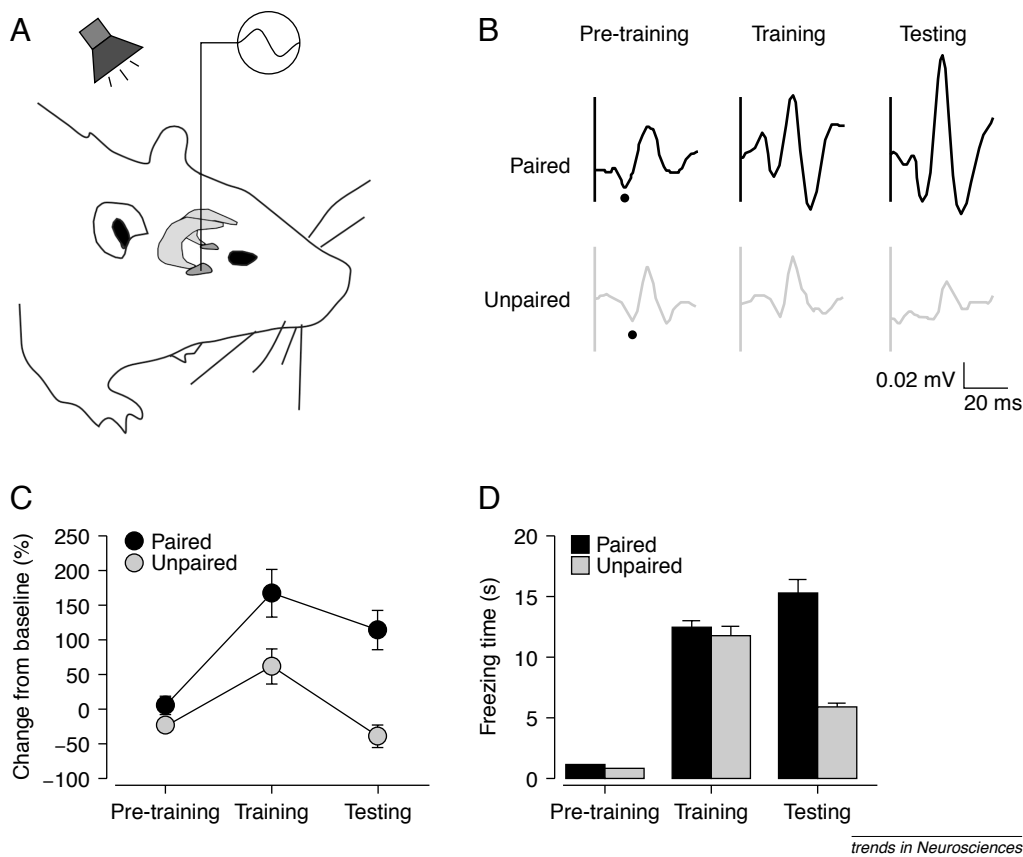 A
B
Pre-training Training Testing
Paired
Unpaired
0.02 mV
20 ms
C
Change from baseline (%)
250
200
150
100
50
0
−50
−100
Paired
Unpaired
Pre-training Training Testing
D
Freezing time (s)
20
15
10
5
0
Paired
Unpaired
Pre-training Training Testing
trends in Neurosciences